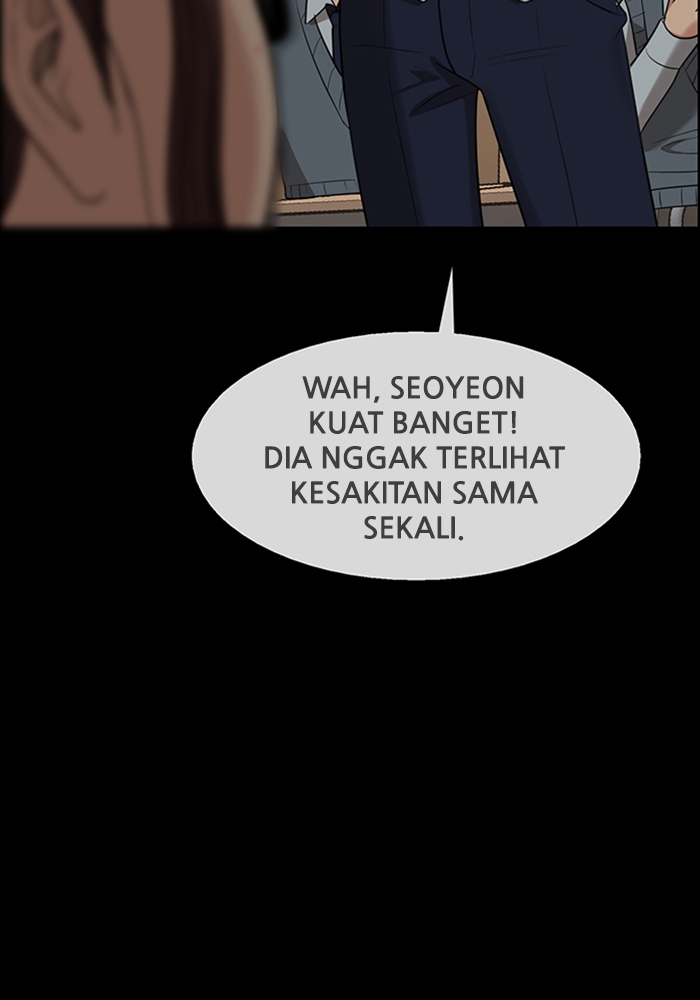 WAH, SEOYEON
KUAT BANGET!
DIA NGGAK TERLIHAT
KESAKITAN SAMA
SEKALI.